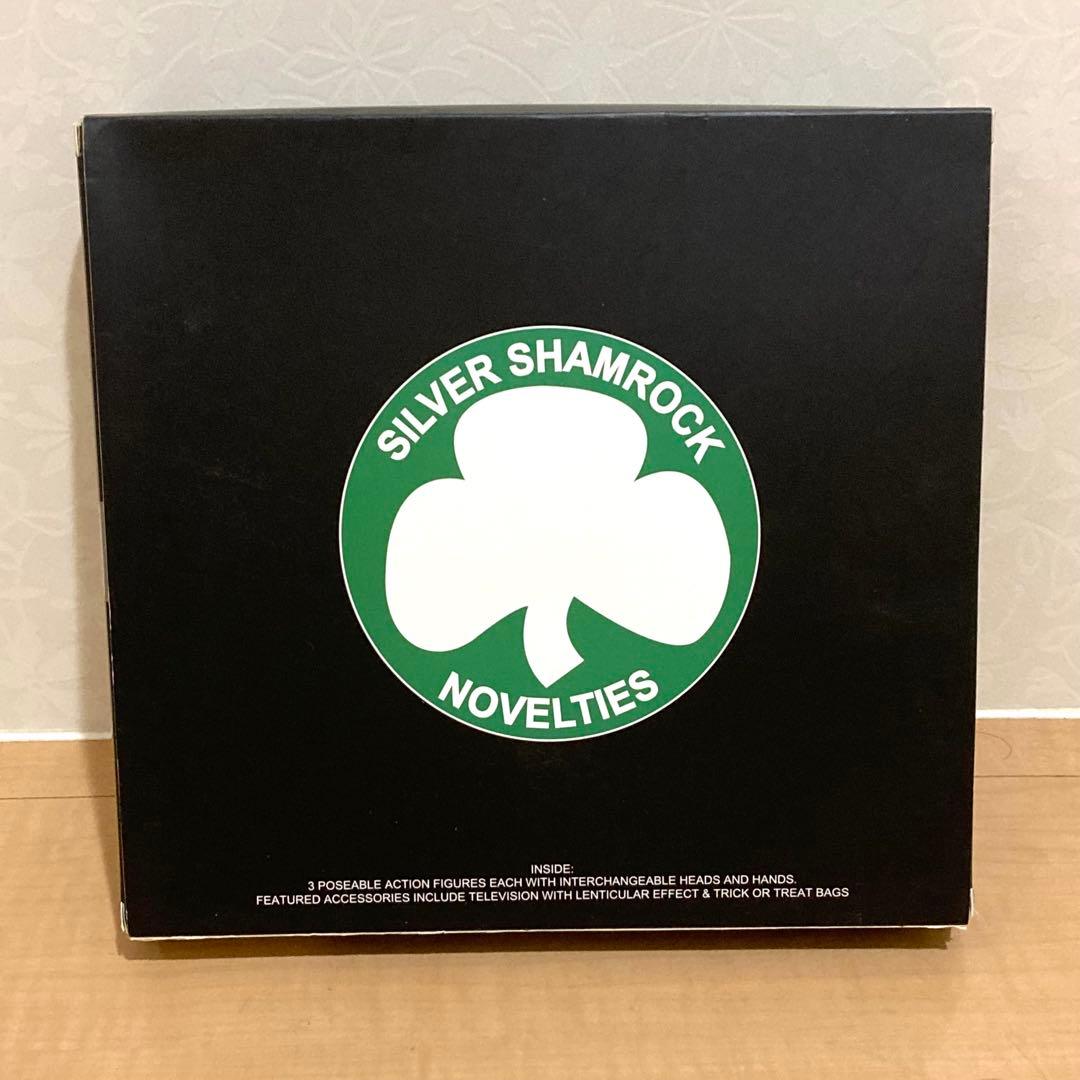 SILVER SHAMROCK
NOVELTIES
INSIDE:
3 POSEABLE ACTION FIGURES EACH WITH INTERCHANGEABLE HEADS AND HANDS.
FEATURED ACCESSORIES INCLUDE TELEVISION WITH LENTICULAR EFFECT & TRICK OR TREAT BAGS